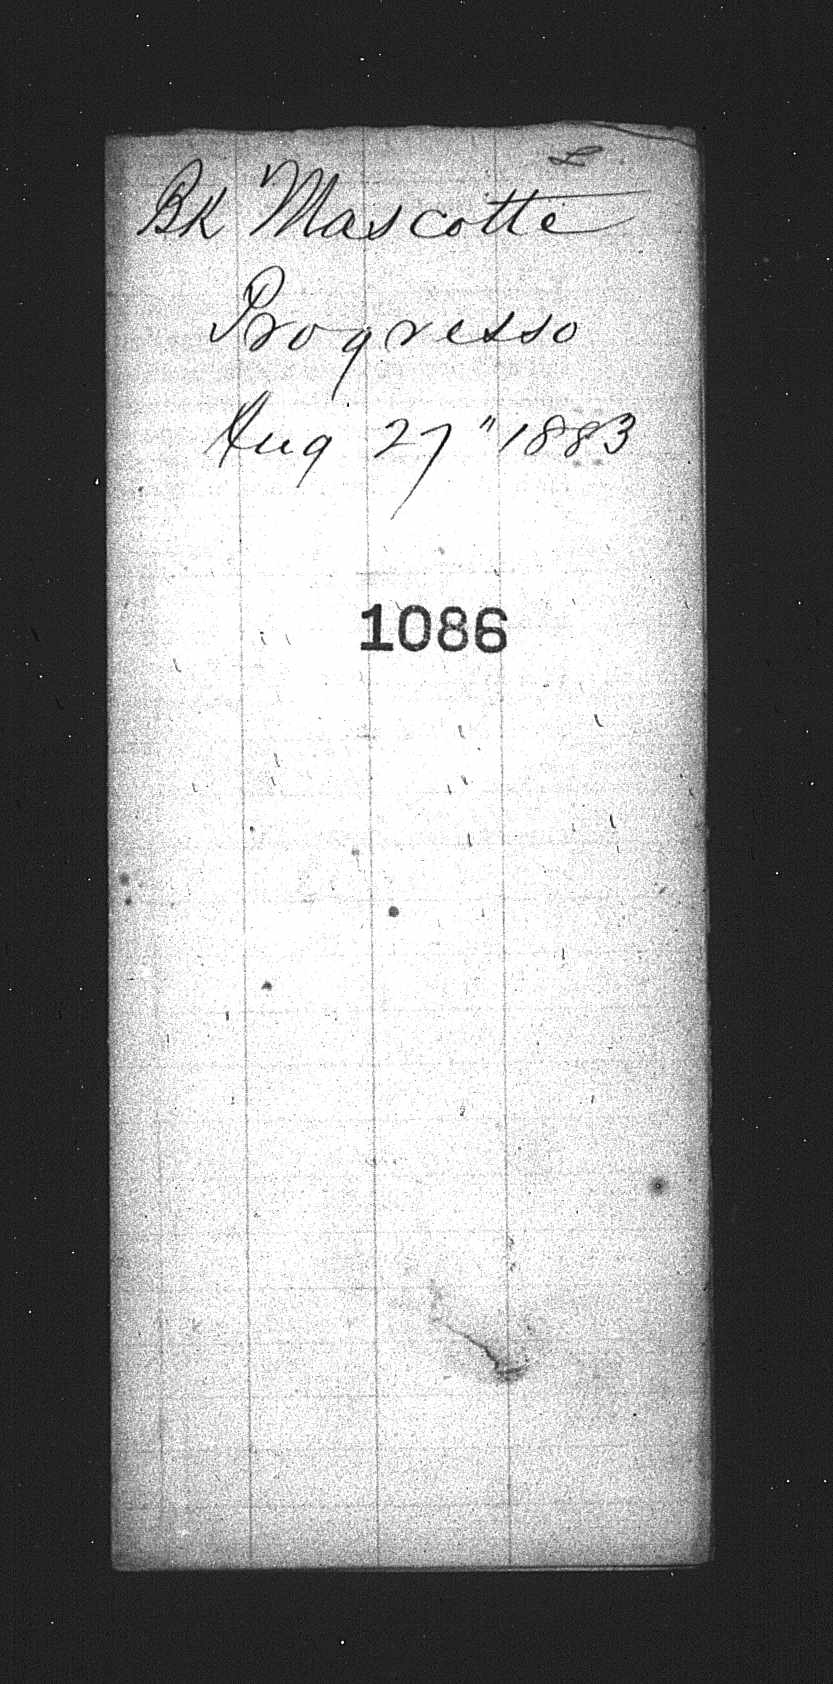 Bk Mascotte
Progresso
Aug 27" 1883
1086